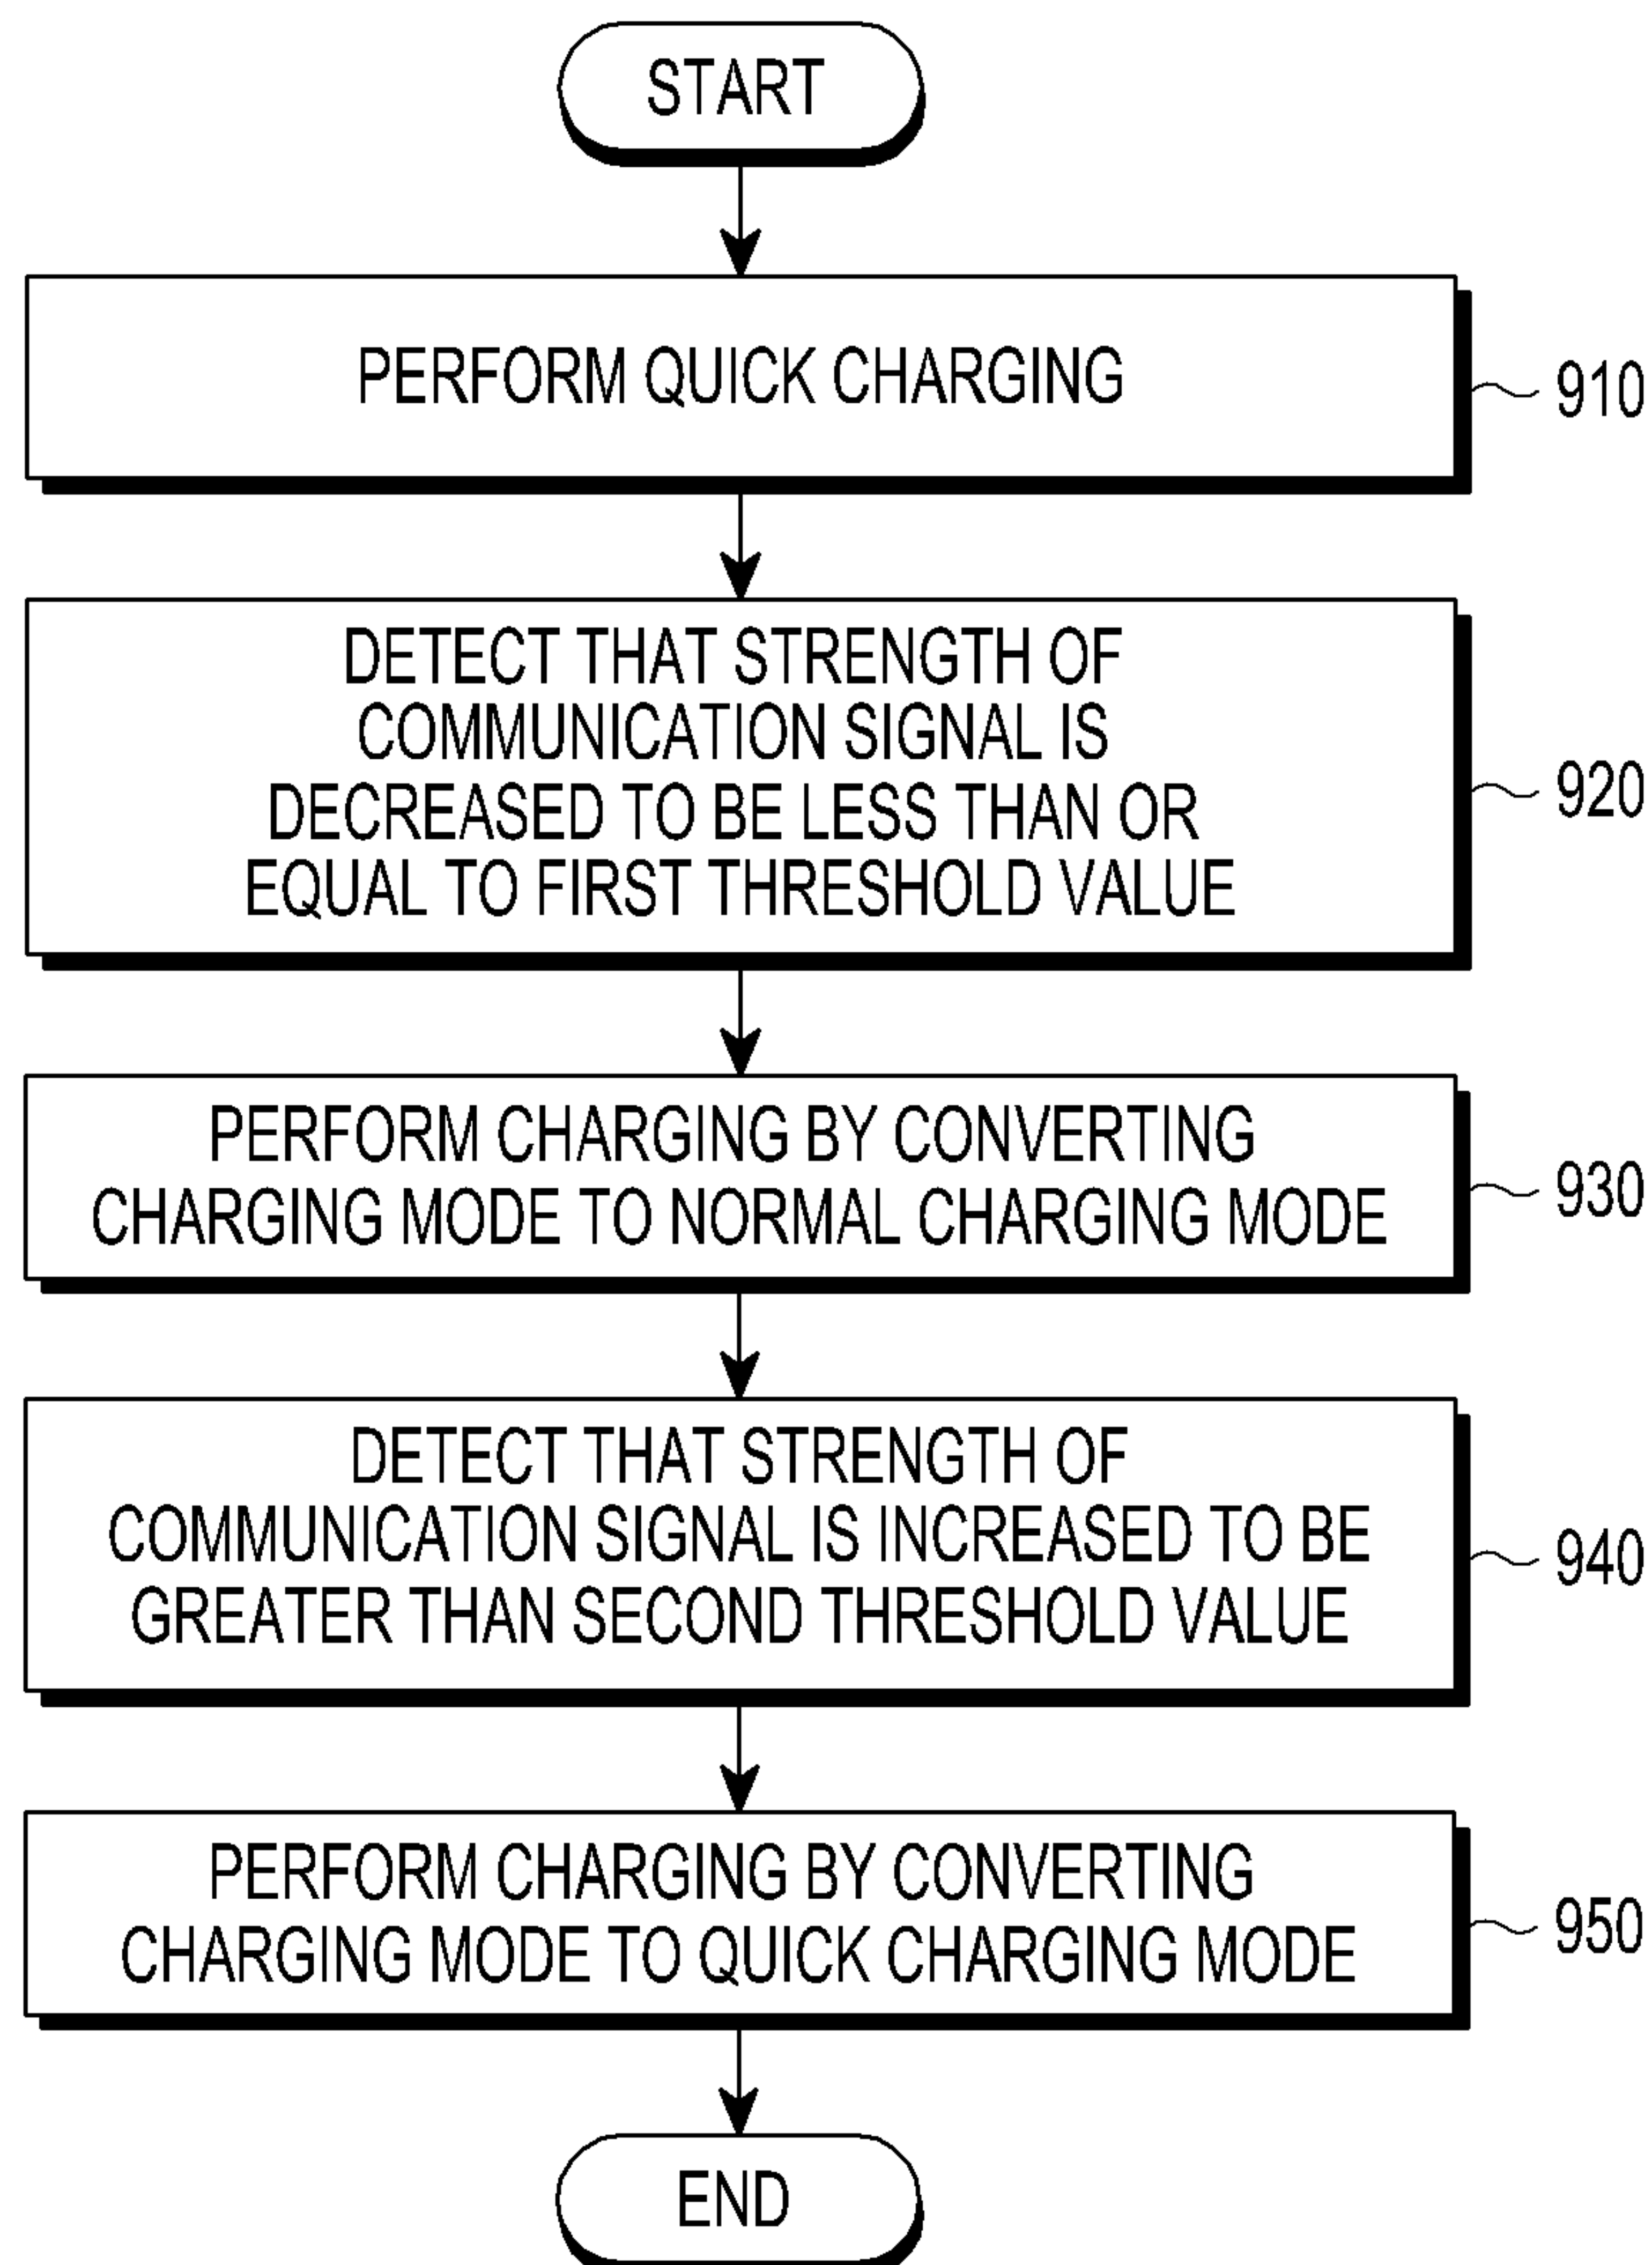 START
PERFORM QUICK CHARGING
910
DETECT THAT STRENGTH OF
COMMUNICATION SIGNAL IS
DECREASED TO BE LESS THAN OR
EQUAL TO FIRST THRESHOLD VALUE
920
PERFORM CHARGING BY CONVERTING
CHARGING MODE TO NORMAL CHARGING MODE
930
DETECT THAT STRENGTH OF
COMMUNICATION SIGNAL IS INCREASED TO BE
GREATER THAN SECOND THRESHOLD VALUE
940
PERFORM CHARGING BY CONVERTING
CHARGING MODE TO QUICK CHARGING MODE
950
END